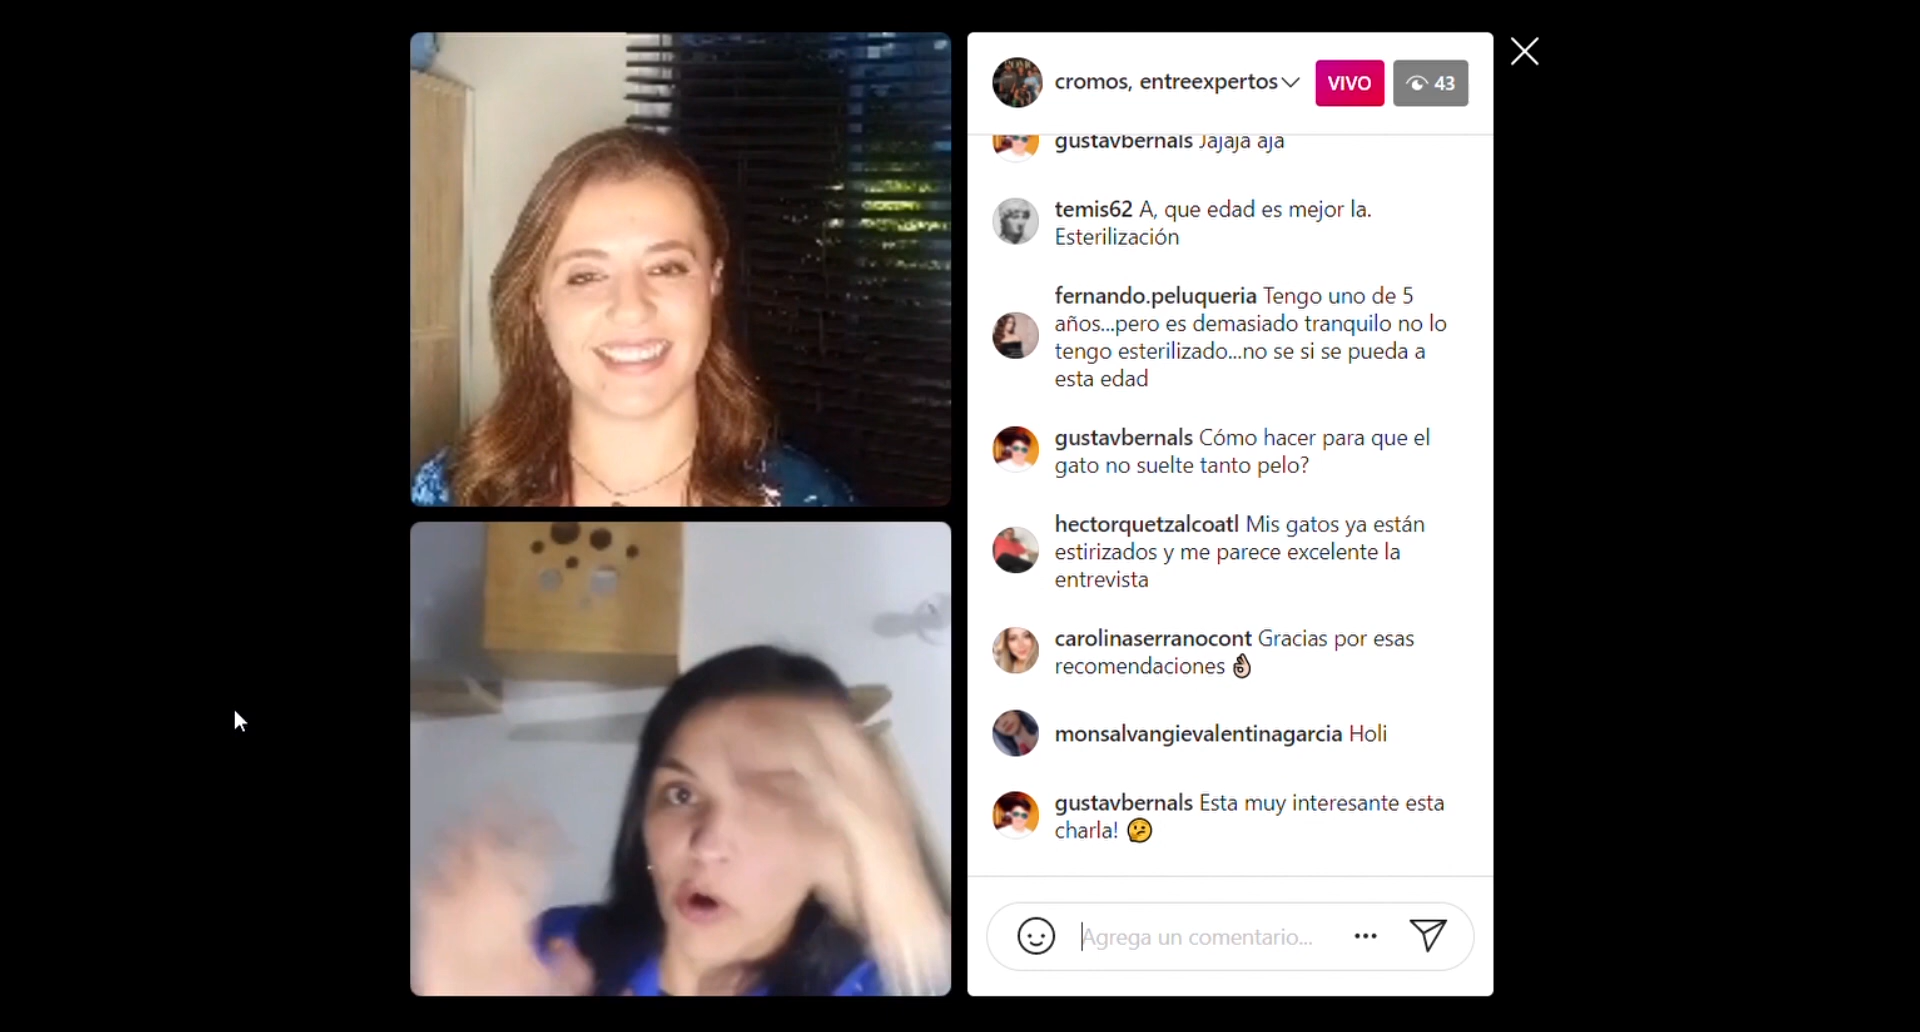 cromos, entreexpertos
VIVO
43
gustavbernals Jajaja aja
temis62 A, que edad es mejor la.
Esterilización
fernando.peluqueria Tengo uno de 5
años...pero es demasiado tranquilo no lo
tengo esterilizado...no se si se pueda a
esta edad
gustavbernals Cómo hacer para que el
gato no suelte tanto pelo?
hectorquetzalcoatl Mis gatos ya están
estirizados y me parece excelente la
entrevista
carolinaserranocont Gracias por esas
recomendaciones 👌🏻
monsalvangievalentinagarcia Holi
gustavbernals Esta muy interesante esta
charla! 🤔
Agrega un comentario...